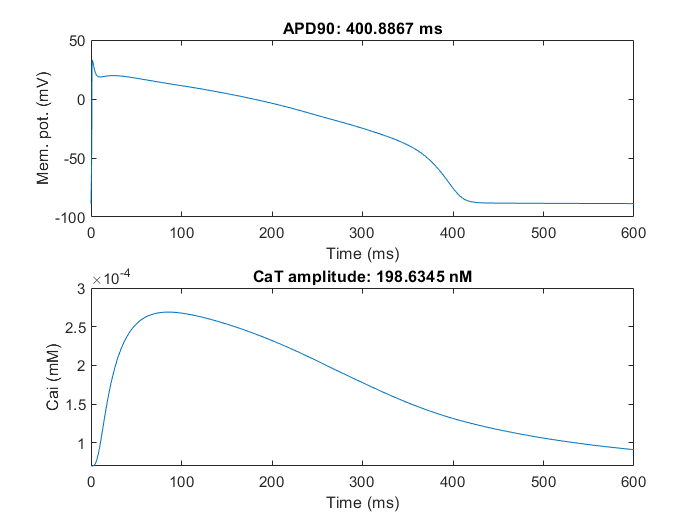 APD90: 400.8867 ms
50
0
-50
-100
Mem. pot. (mV)
0 100 200 300 400 500 600
Time (ms)
×10-4
CaT amplitude: 198.6345 nM
3
2.5
2
1.5
1
Cai (mM)
0 100 200 300 400 500 600
Time (ms)